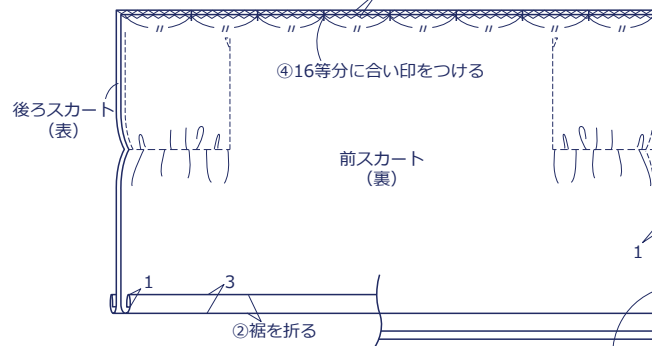 ④16等分に合い印をつける
後ろスカート
（表）
前スカート
（裏）
1
1
3
②裾を折る